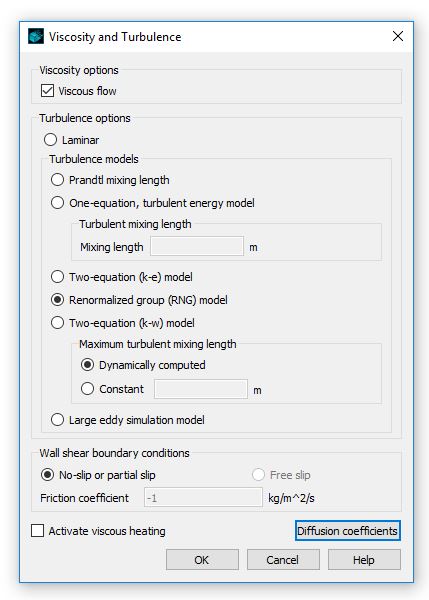 Viscosity and Turbulence
Viscosity options
Viscous flow
Turbulence options
Laminar
Turbulence models
Prandtl mixing length
One-equation, turbulent energy model
Turbulent mixing length
Mixing length m
Two-equation (k-e) model
Renormalized group (RNG) model
Two-equation (k-w) model
Maximum turbulent mixing length
Dynamically computed
Constant m
Large eddy simulation model
Wall shear boundary conditions
No-slip or partial slip Free slip
Friction coefficient -1 kg/m^2/s
Activate viscous heating Diffusion coefficients
OK Cancel Help